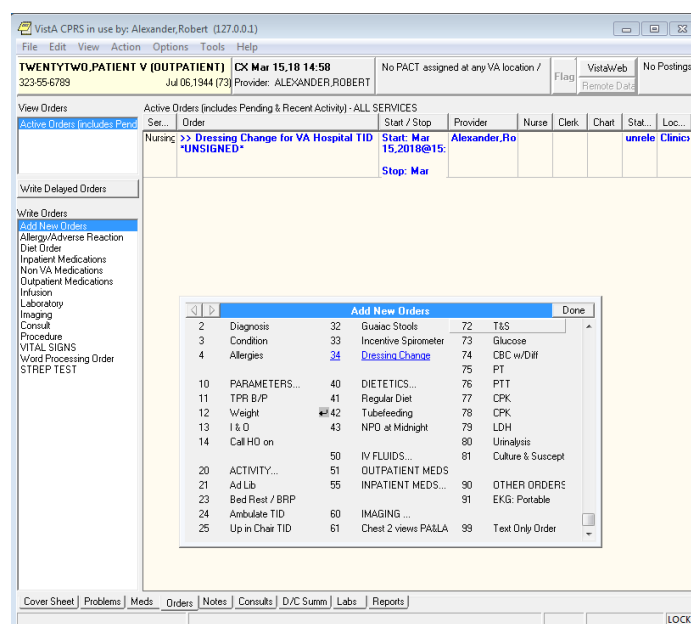 VistA CPRS in use by: Alexander,Robert (127.0.0.1)
File Edit View Action Options Tools Help
TWENTYTWO,PATIENT V (OUTPATIENT) CX Mar 15,18 14:58 No PACT assigned at any VA location / Flag VistaWeb No Postings
323-55-6789 Jul 06,1944 (73) Provider: ALEXANDER,ROBERT Remote Data
View Orders Active Orders (includes Pending & Recent Activity) - ALL SERVICES
Active Orders (includes Pend Ser... Order Start / Stop Provider Nurse Clerk Chart Stat... Loc...
Nursing >> Dressing Change for VA Hospital TID Start: Mar Alexander,Ro unrele Clinic>
*UNSIGNED* 15,2018@15:
Stop: Mar
Write Delayed Orders
Write Orders
Add New Orders
Allergy/Adverse Reaction
Diet Order
Inpatient Medications
Non VA Medications
Outpatient Medications
Infusion
Laboratory
Imaging
Consult
Procedure
VITAL SIGNS
Word Processing Order
STREP TEST
Add New Orders Done
2 Diagnosis 32 Guaiac Stools 72 T&S
3 Condition 33 Incentive Spirometer 73 Glucose
4 Allergies 34 Dressing Change 74 CBC w/Diff
75 PT
10 PARAMETERS... 40 DIETETICS... 76 PTT
11 TPR B/P 41 Regular Diet 77 CPK
12 Weight 42 Tubefeeding 78 CPK
13 I & O 43 NPO at Midnight 79 LDH
14 Call HO on 80 Urinalysis
50 IV FLUIDS... 81 Culture & Suscept
20 ACTIVITY... 51 OUTPATIENT MEDS
21 Ad Lib 55 INPATIENT MEDS... 90 OTHER ORDERS
23 Bed Rest / BRP 91 EKG: Portable
24 Ambulate TID 60 IMAGING ...
25 Up in Chair TID 61 Chest 2 views PA&LA 99 Text Only Order
Cover Sheet Problems Meds Orders Notes Consults D/C Summ Labs Reports
LOCK